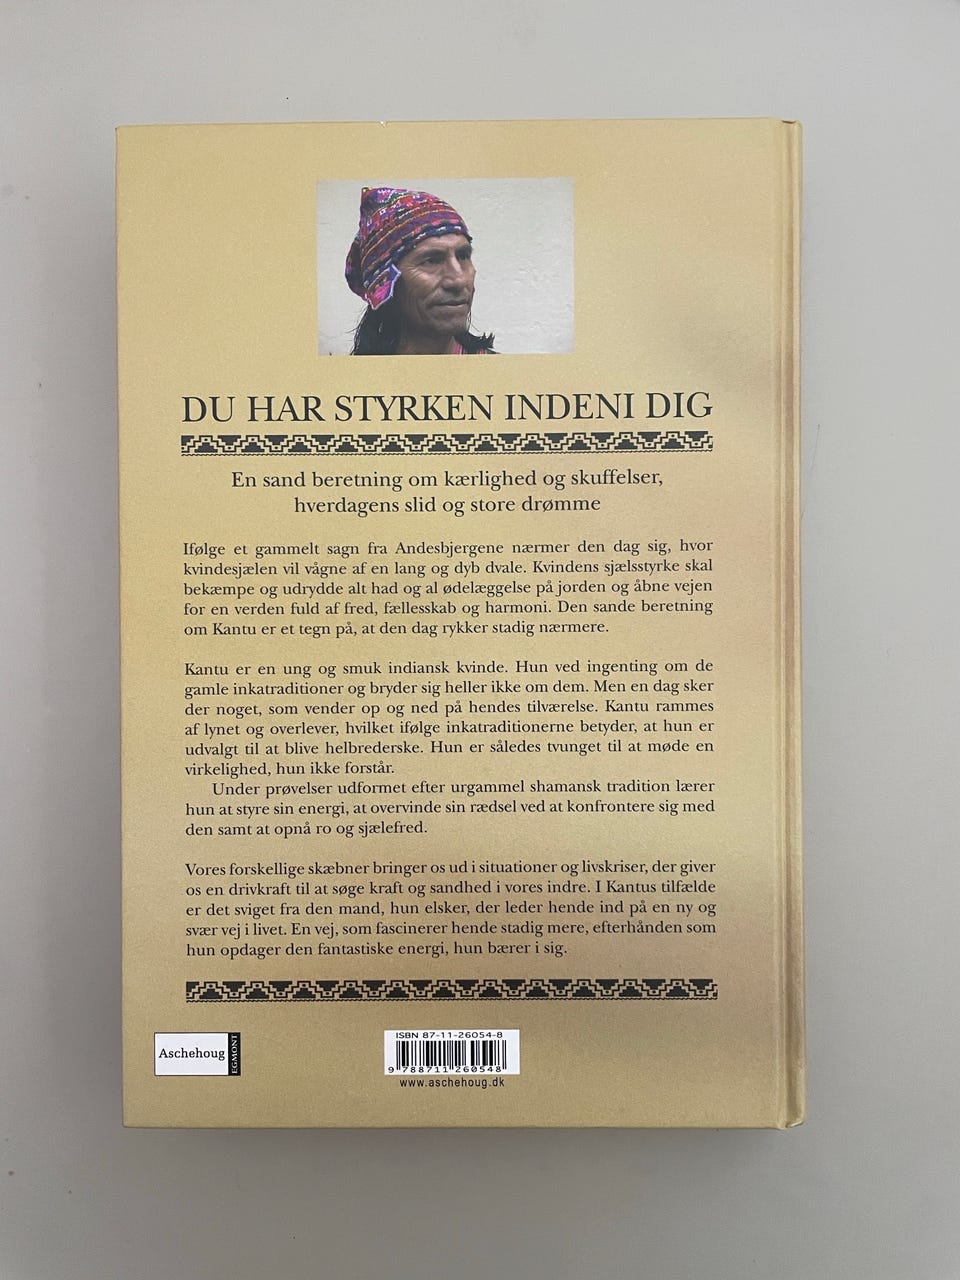 DU HAR STYRKEN INDENI DIG
En sand beretning om kærlighed og skuffelser,
hverdagens slid og store drømme
Ifølge et gammelt sagn fra Andesbjergene nærmer den dag sig, hvor
kvindesjælen vil vågne af en lang og dyb dvale. Kvindens sjælsstyrke skal
bekæmpe og udrydde alt had og al ødelæggelse på jorden og åbne vejen
for en verden fuld af fred, fællesskab og harmoni. Den sande beretning
om Kantu er et tegn på, at den dag rykker stadig nærmere.
Kantu er en ung og smuk indiansk kvinde. Hun ved ingenting om de
gamle inkatraditioner og bryder sig heller ikke om dem. Men en dag sker
der noget, som vender op og ned på hendes tilværelse. Kantu rammes
af lynet og overlever, hvilket ifølge inkatraditionerne betyder, at hun er
udvalgt til at blive helbrederske. Hun er således tvunget til at møde en
virkelighed, hun ikke forstår.
Under prøvelser udformet efter urgammel shamansk tradition lærer
hun at styre sin energi, at overvinde sin rædsel ved at konfrontere sig med
den samt at opnå ro og sjælefred.
Vores forskellige skæbner bringer os ud i situationer og livskriser, der giver
os en drivkraft til at søge kraft og sandhed i vores indre. I Kantus tilfælde
er det sviget fra den mand, hun elsker, der leder hende ind på en ny og
svær vej i livet. En vej, som fascinerer hende stadig mere, efterhånden som
hun opdager den fantastiske energi, hun bærer i sig.
Aschehoug
EGMONT
ISBN 87-11-26054-8
9 788711 260548
www.aschehoug.dk